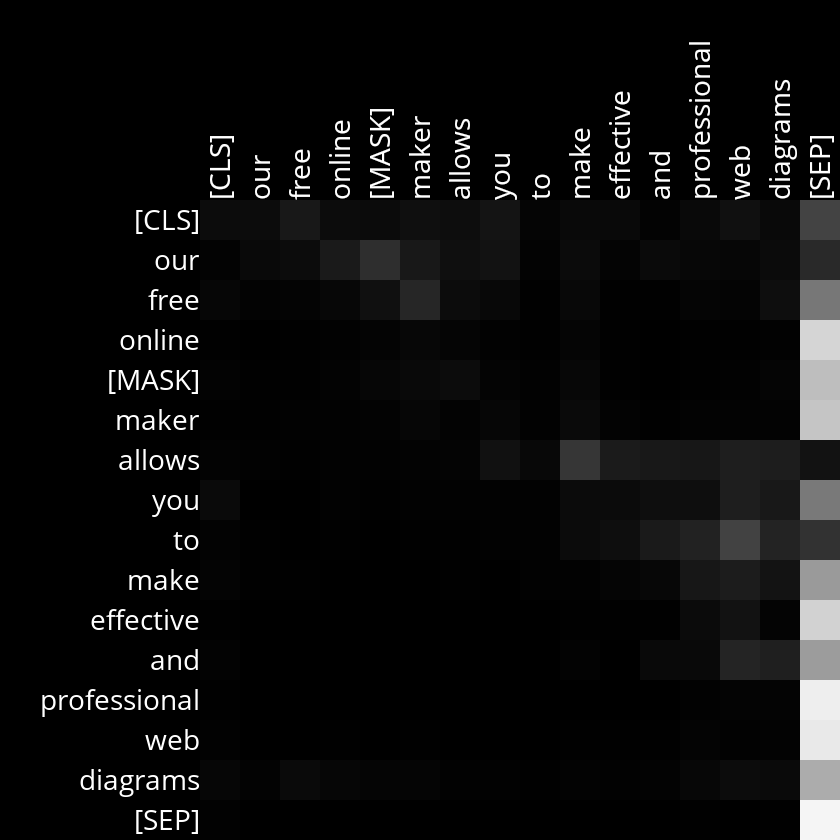 [CLS] our free online [MASK] maker allows you to make effective and professional web diagrams [SEP]
[CLS]
our
free
online
[MASK]
maker
allows
you
to
make
effective
and
professional
web
diagrams
[SEP]